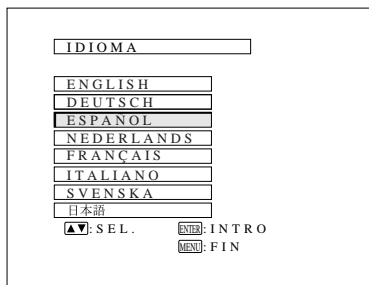 IDIOMA
ENGLISH
DEUTSCH
ESPAÑOL
NEDERLANDS
FRANÇAIS
ITALIANO
SVENSKA
日本語
▲▼:SEL. ENTER:INTRO
MENU:FIN